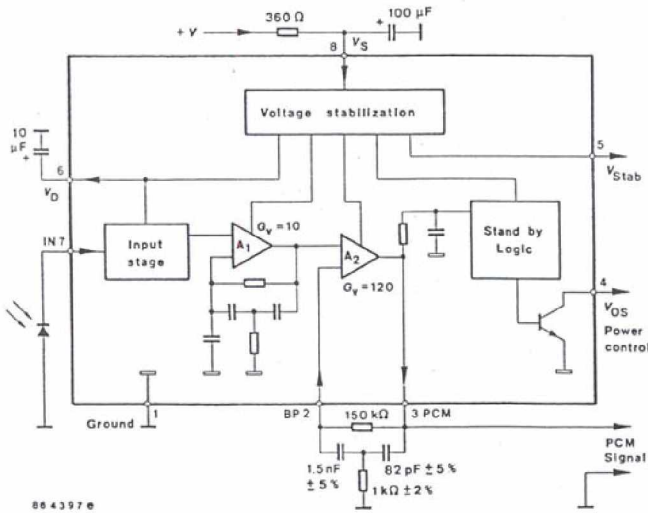 360 Ω
100 µF
+
+V
8
VS
Voltage stabilization
10
µF
+
6
VD
5
VStab
IN 7
Input
stage
A1
Gv = 10
A2
Gv = 120
Stand by
Logic
4
VOS
Power
control
Ground
1
BP 2
150 kΩ
3 PCM
1.5 nF
± 5%
82 pF ± 5%
1 kΩ ± 2%
PCM
Signal
864397e